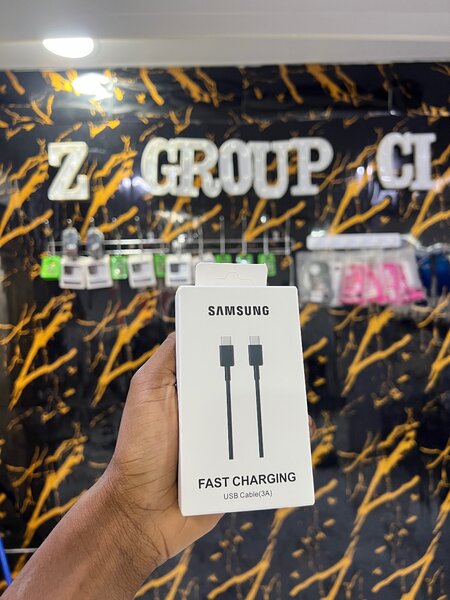 Z GROUP CI
SAMSUNG
FAST CHARGING
USB Cable(3A)